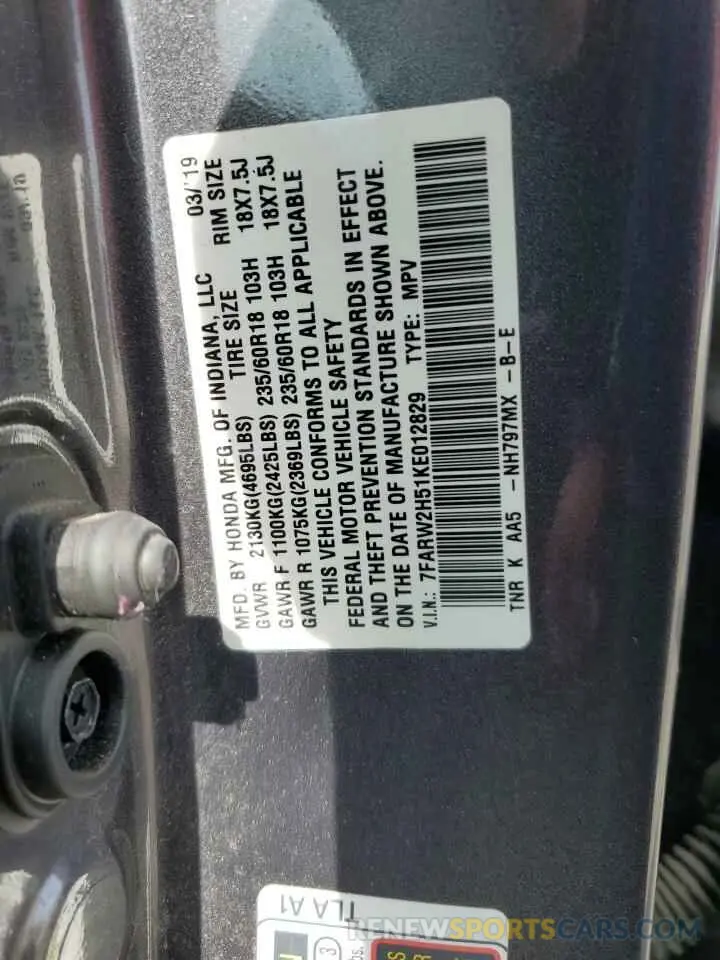 MFD. BY HONDA MFG. OF INDIANA, LLC 03/'19
GVWR 2130KG(4695LBS) TIRE SIZE RIM SIZE
GAWR F 1100KG(2425LBS) 235/60R18 103H 18X7.5J
GAWR R 1075KG(2369LBS) 235/60R18 103H 18X7.5J
THIS VEHICLE CONFORMS TO ALL APPLICABLE
FEDERAL MOTOR VEHICLE SAFETY
AND THEFT PREVENTION STANDARDS IN EFFECT
ON THE DATE OF MANUFACTURE SHOWN ABOVE.
V.I.N.: 7FARW2H51KE012829 TYPE: MPV
TNR K AA5 -NH797MX -B-E
TLA A1
3
RENEWSPORTSCARS.COM